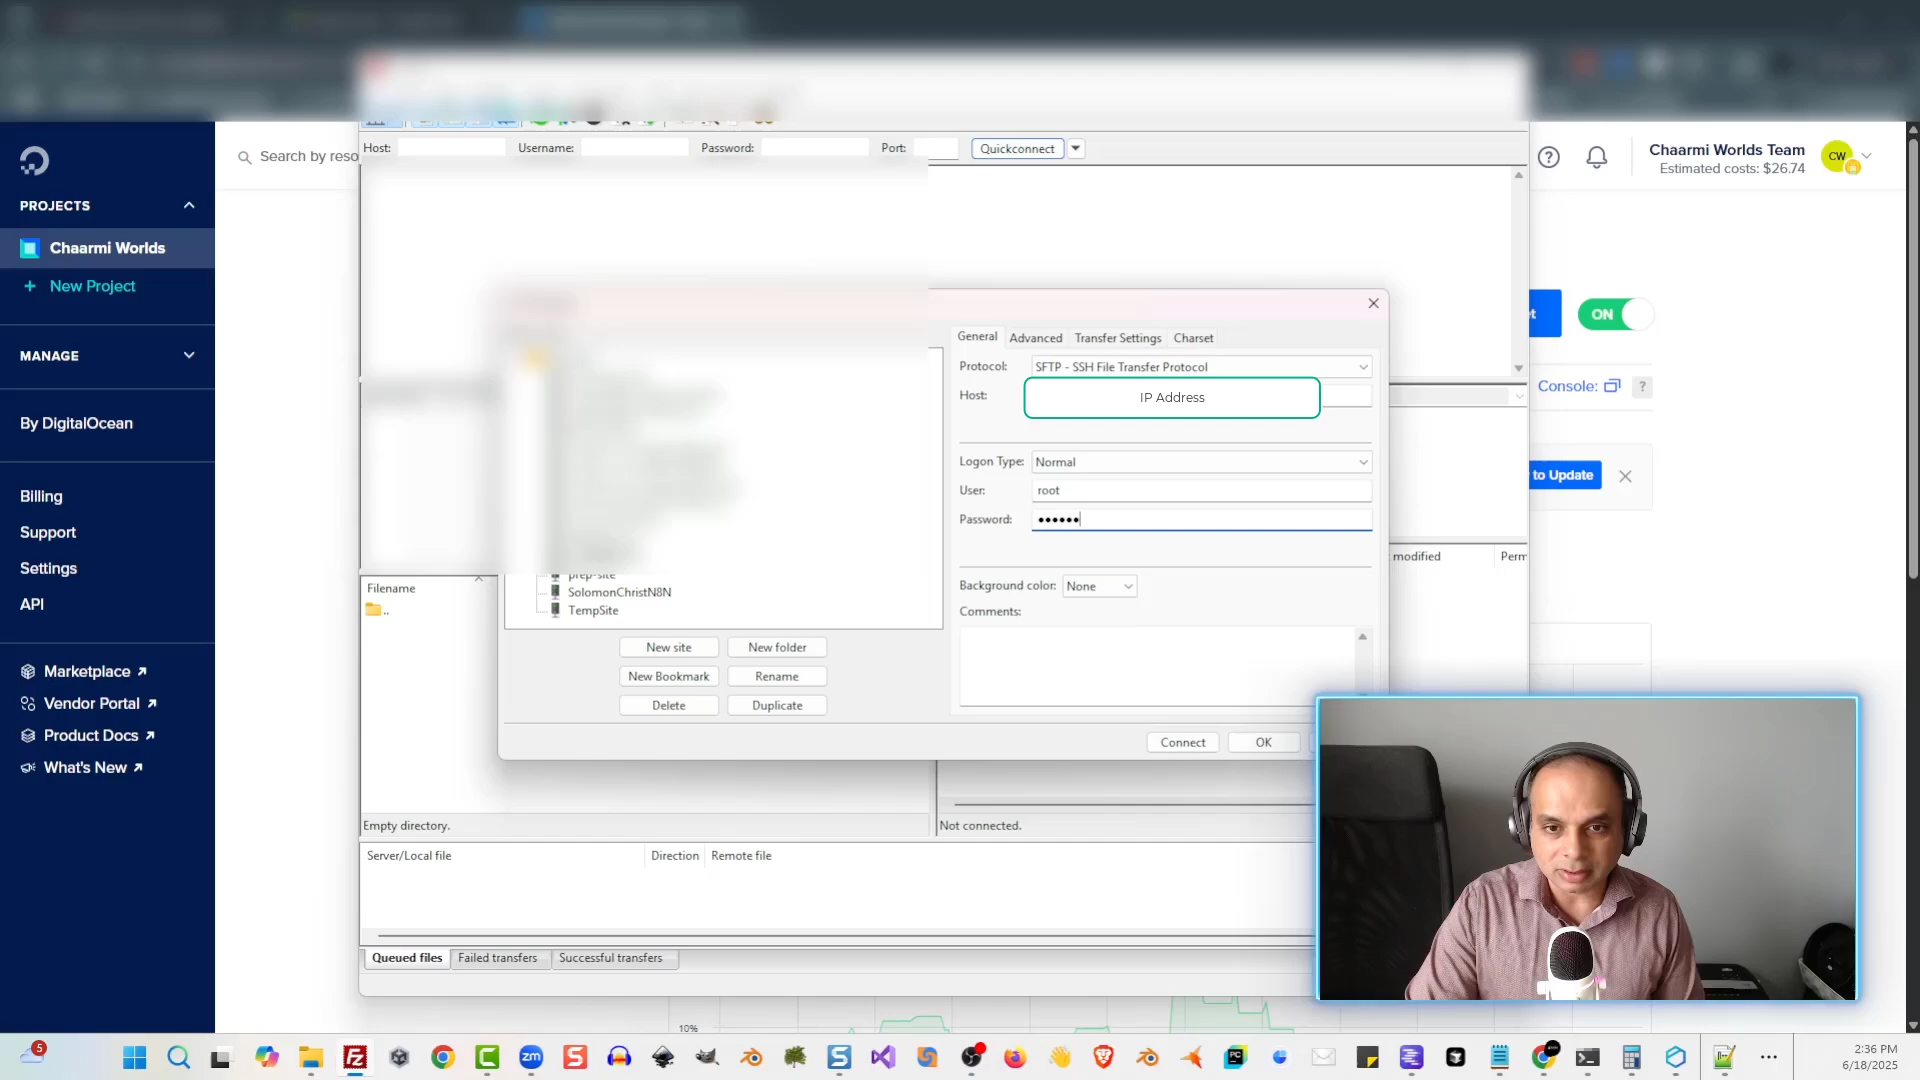 Host:
Username:
Password:
Port:
Quickconnect
Search by reso
Chaarmi Worlds Team
Estimated costs: $26.74
CW
PROJECTS
Chaarmi Worlds
+ New Project
MANAGE
By DigitalOcean
Billing
Support
Settings
API
Marketplace
Vendor Portal
Product Docs
What's New
ON
Console:
?
to Update
General
Advanced
Transfer Settings
Charset
Protocol:
SFTP - SSH File Transfer Protocol
Host:
IP Address
Logon Type:
Normal
User:
root
Password:
••••••
Background color:
None
Comments:
prep-site
SolomonChristN8N
TempSite
New site
New folder
New Bookmark
Rename
Delete
Duplicate
Connect
OK
Filename
..
modified
Perm
Empty directory.
Not connected.
Server/Local file
Direction
Remote file
Queued files
Failed transfers
Successful transfers
10%
5
2:36 PM
6/18/2025